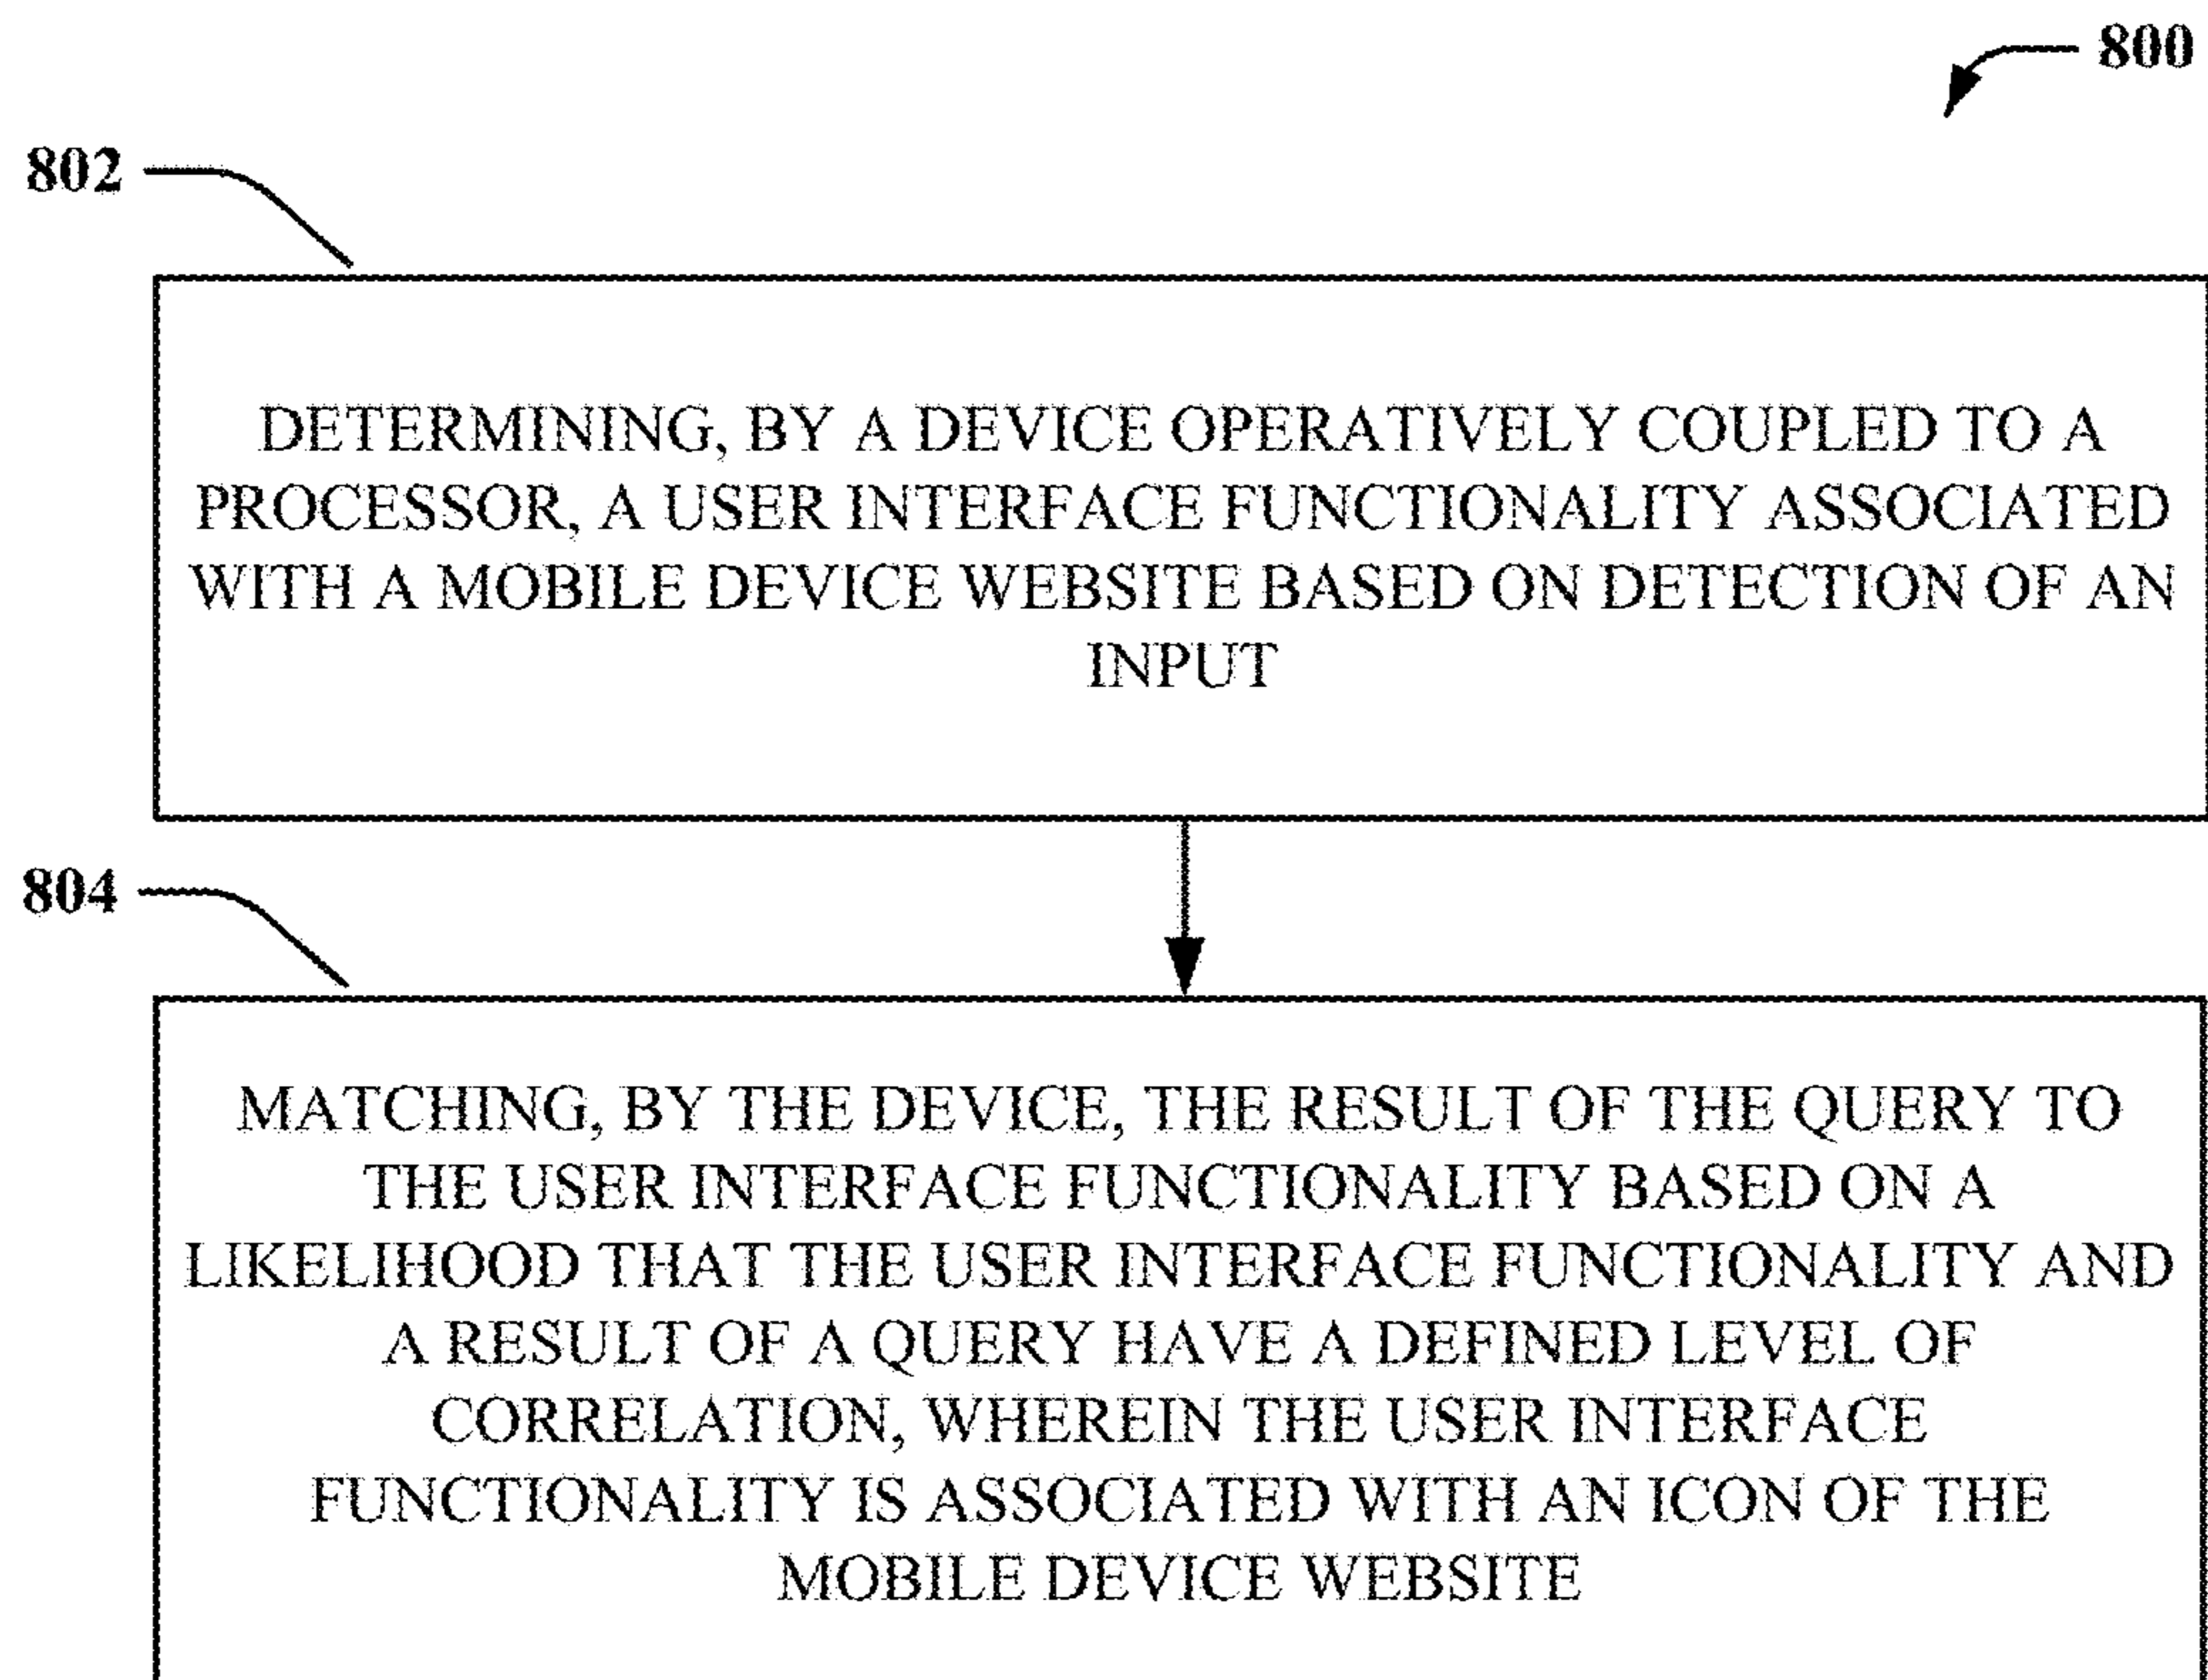 800
802
DETERMINING, BY A DEVICE OPERATIVELY COUPLED TO A
PROCESSOR, A USER INTERFACE FUNCTIONALITY ASSOCIATED
WITH A MOBILE DEVICE WEBSITE BASED ON DETECTION OF AN
INPUT
804
MATCHING, BY THE DEVICE, THE RESULT OF THE QUERY TO
THE USER INTERFACE FUNCTIONALITY BASED ON A
LIKELIHOOD THAT THE USER INTERFACE FUNCTIONALITY AND
A RESULT OF A QUERY HAVE A DEFINED LEVEL OF
CORRELATION, WHEREIN THE USER INTERFACE
FUNCTIONALITY IS ASSOCIATED WITH AN ICON OF THE
MOBILE DEVICE WEBSITE